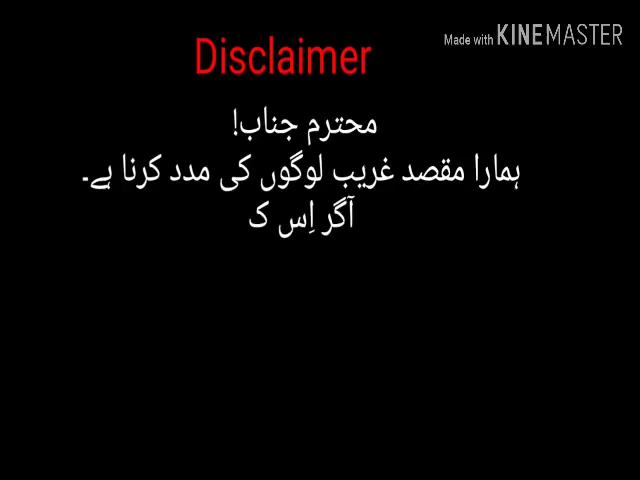 Made with KINEMASTER
Disclaimer
محترم جناب!
ہمارا مقصد غریب لوگوں کی مدد کرنا ہے۔
آگر اِس ک